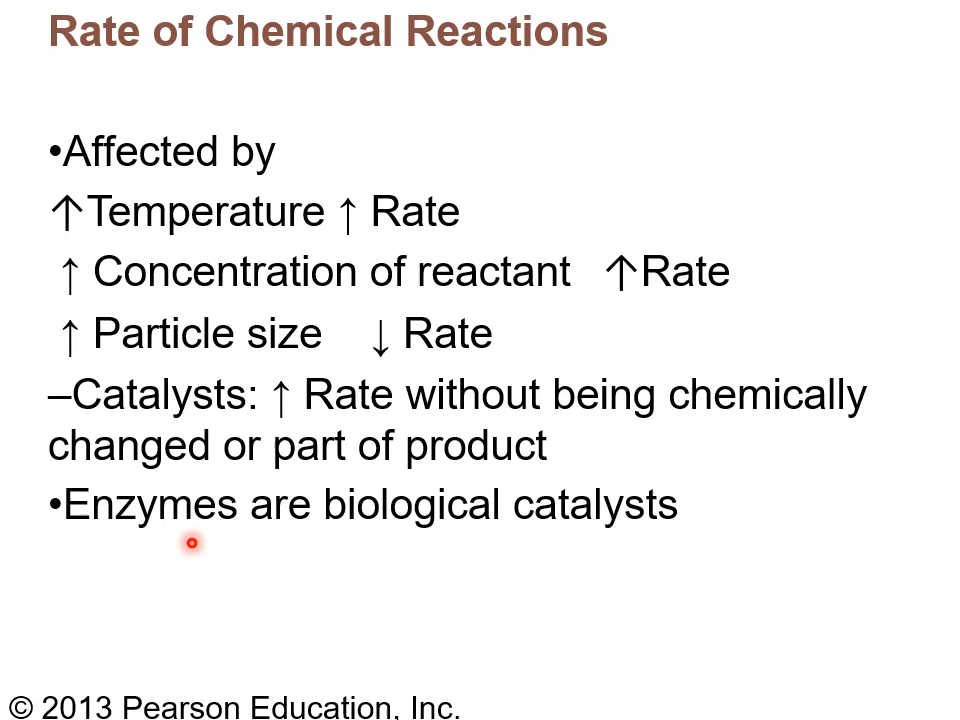 Rate of Chemical Reactions
•Affected by
↑Temperature ↑ Rate
↑ Concentration of reactant ↑Rate
↑ Particle size ↓ Rate
–Catalysts: ↑ Rate without being chemically
changed or part of product
•Enzymes are biological catalysts
© 2013 Pearson Education, Inc.